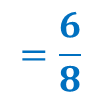 = 6/8